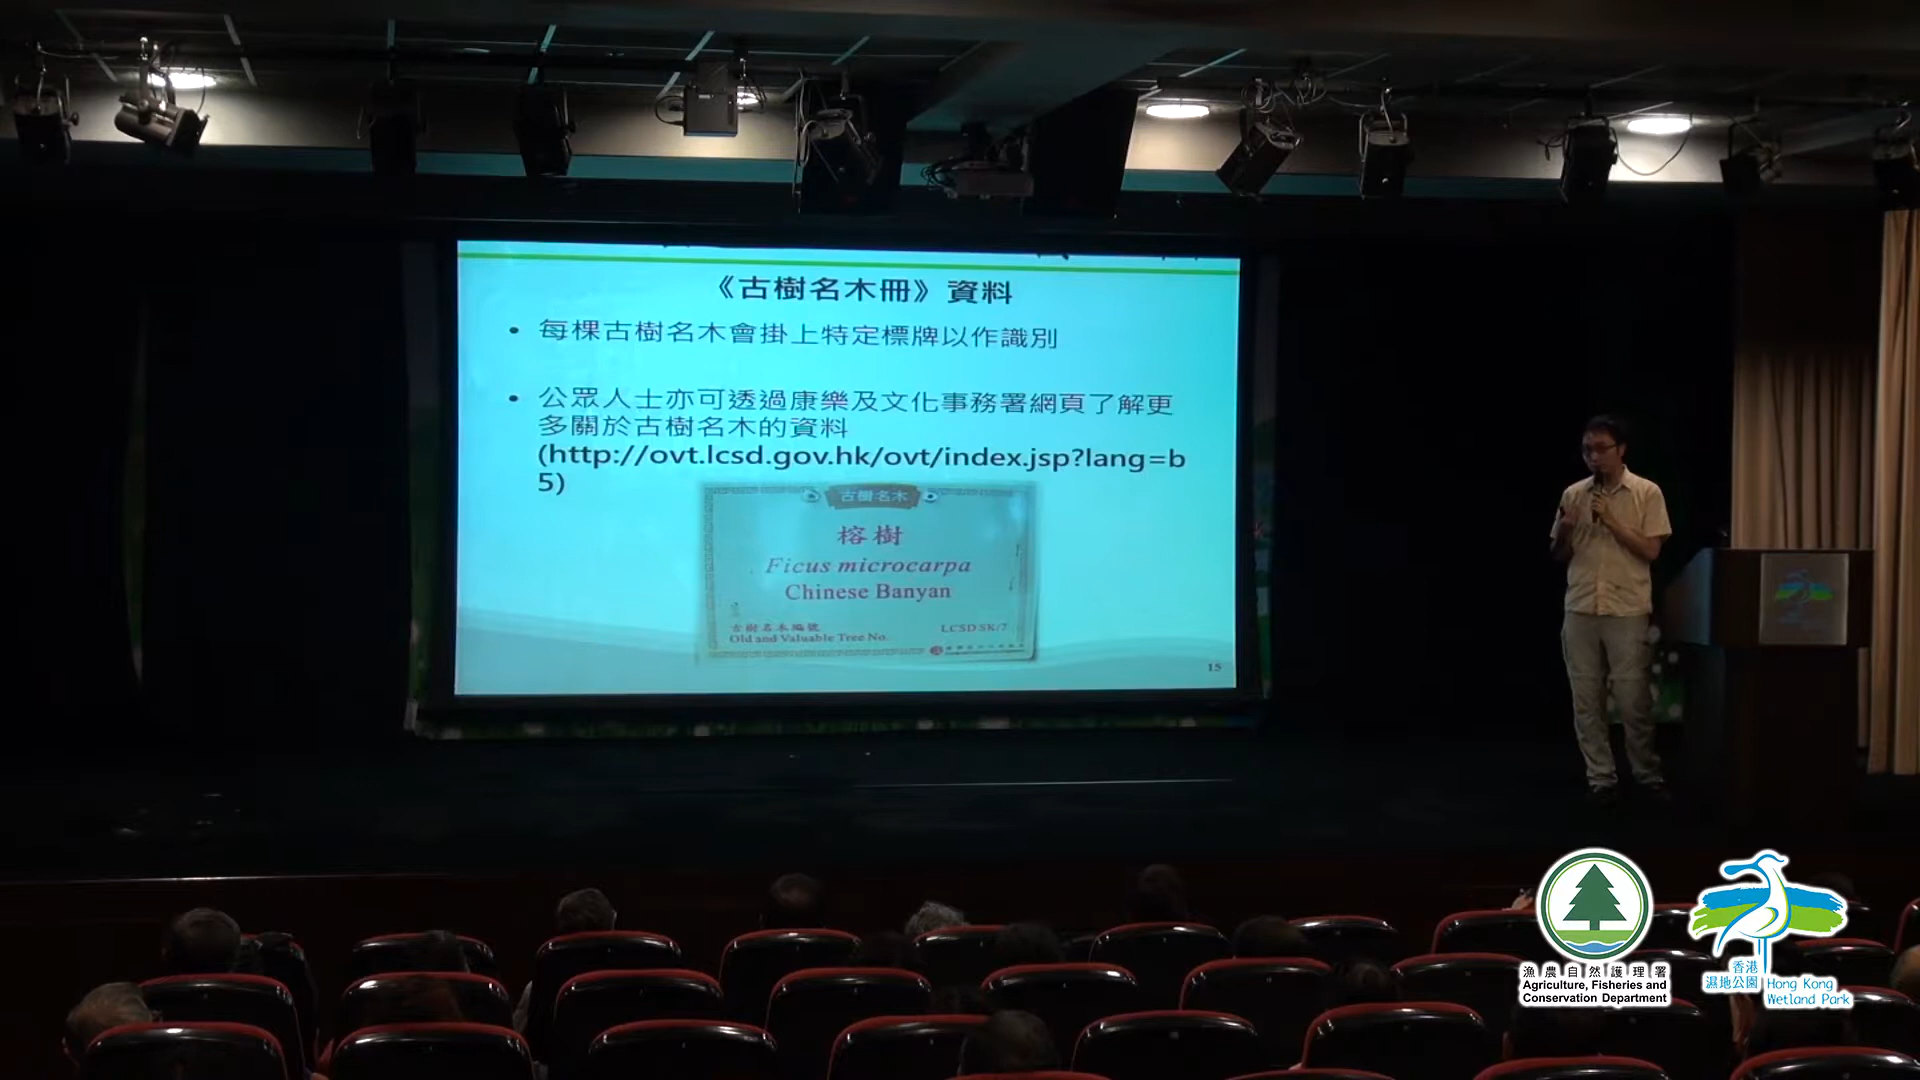 《古樹名木冊》資料
• 每棵古樹名木會掛上特定標牌以作識別
• 公眾人士亦可透過康樂及文化事務署網頁了解更
多關於古樹名木的資料
(http://ovt.lcsd.gov.hk/ovt/index.jsp?lang=b
5)
古樹名木
榕樹
Ficus microcarpa
Chinese Banyan
古樹名木編號
Old and Valuable Tree No.
LCSD SK/7
15
漁農自然護理署
Agriculture, Fisheries and
Conservation Department
香港
濕地公園
Hong Kong
Wetland Park